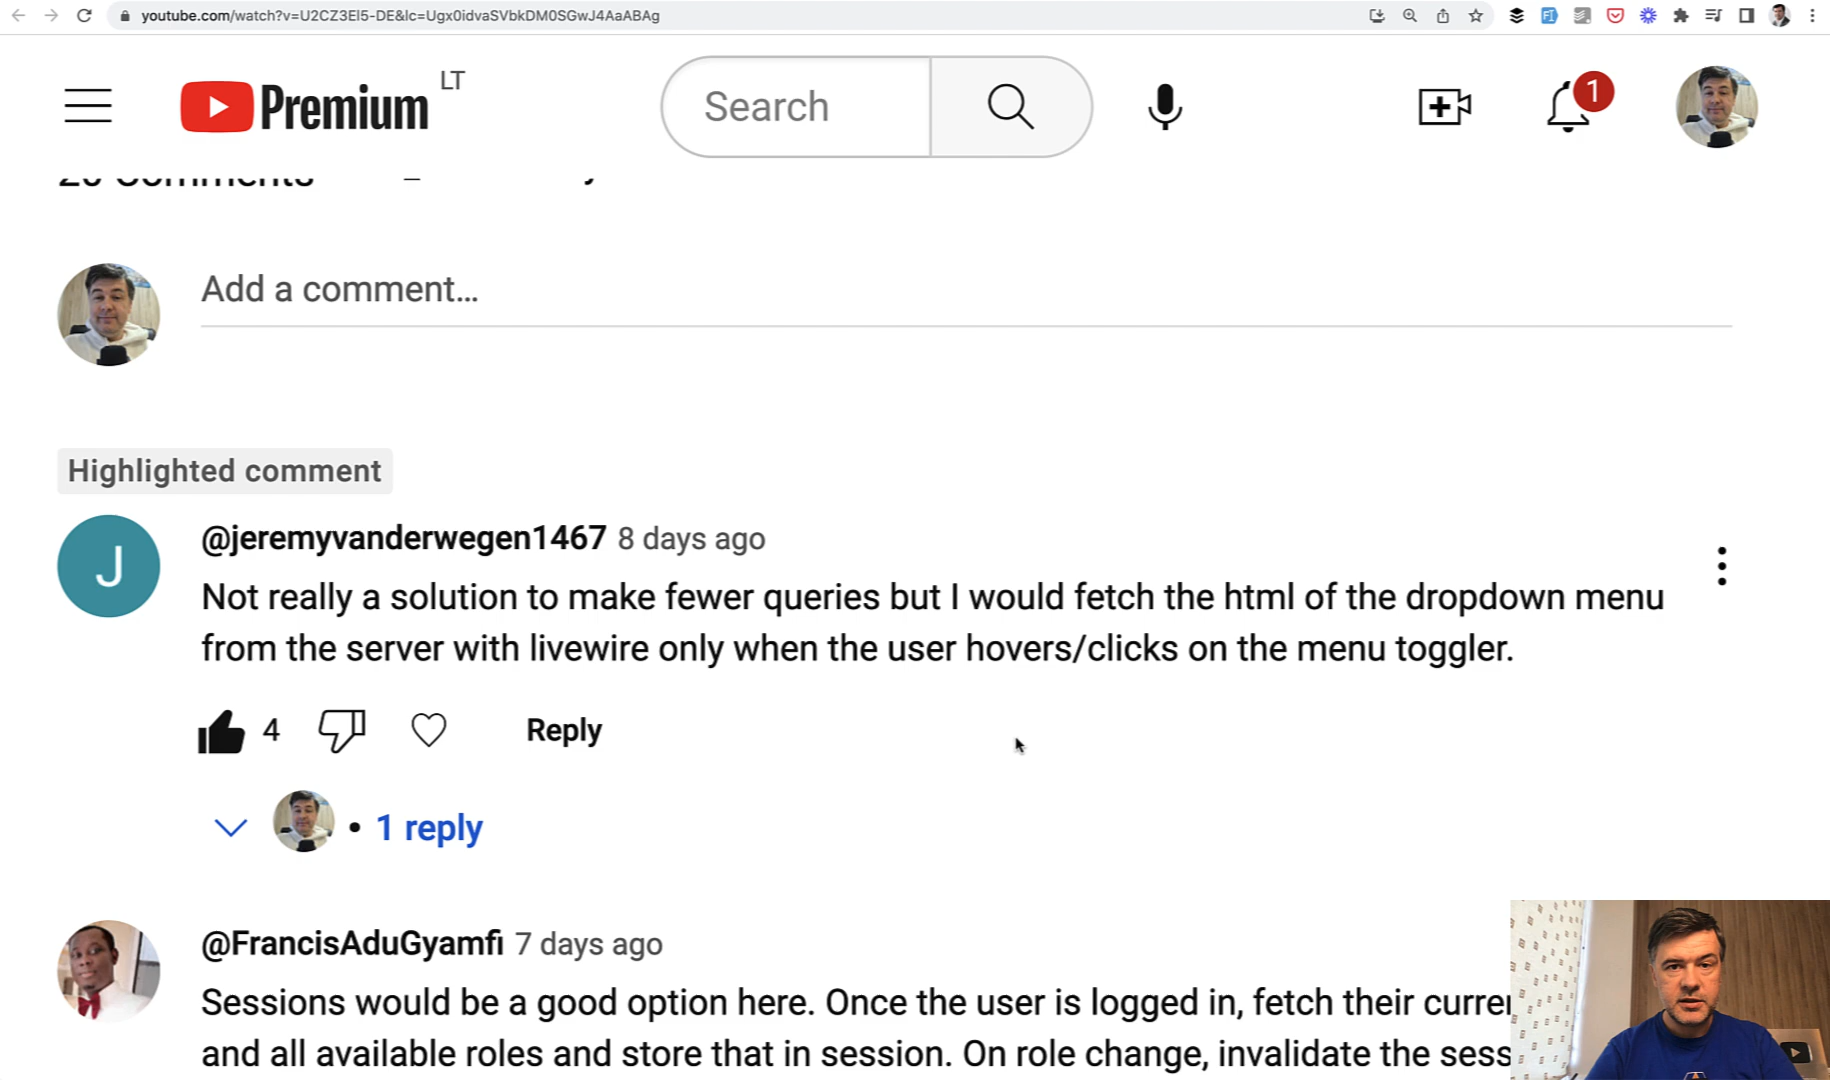 youtube.com/watch?v=U2CZ3El5-DE&lc=Ugx0idvaSVbkDM0SGwJ4AaABAg
Premium LT
Search
1
Comments
Add a comment...
Highlighted comment
J
@jeremyvanderwegen1467 8 days ago
Not really a solution to make fewer queries but I would fetch the html of the dropdown menu
from the server with livewire only when the user hovers/clicks on the menu toggler.
4 Reply
• 1 reply
@FrancisAduGyamfi 7 days ago
Sessions would be a good option here. Once the user is logged in, fetch their curre
and all available roles and store that in session. On role change, invalidate the sess